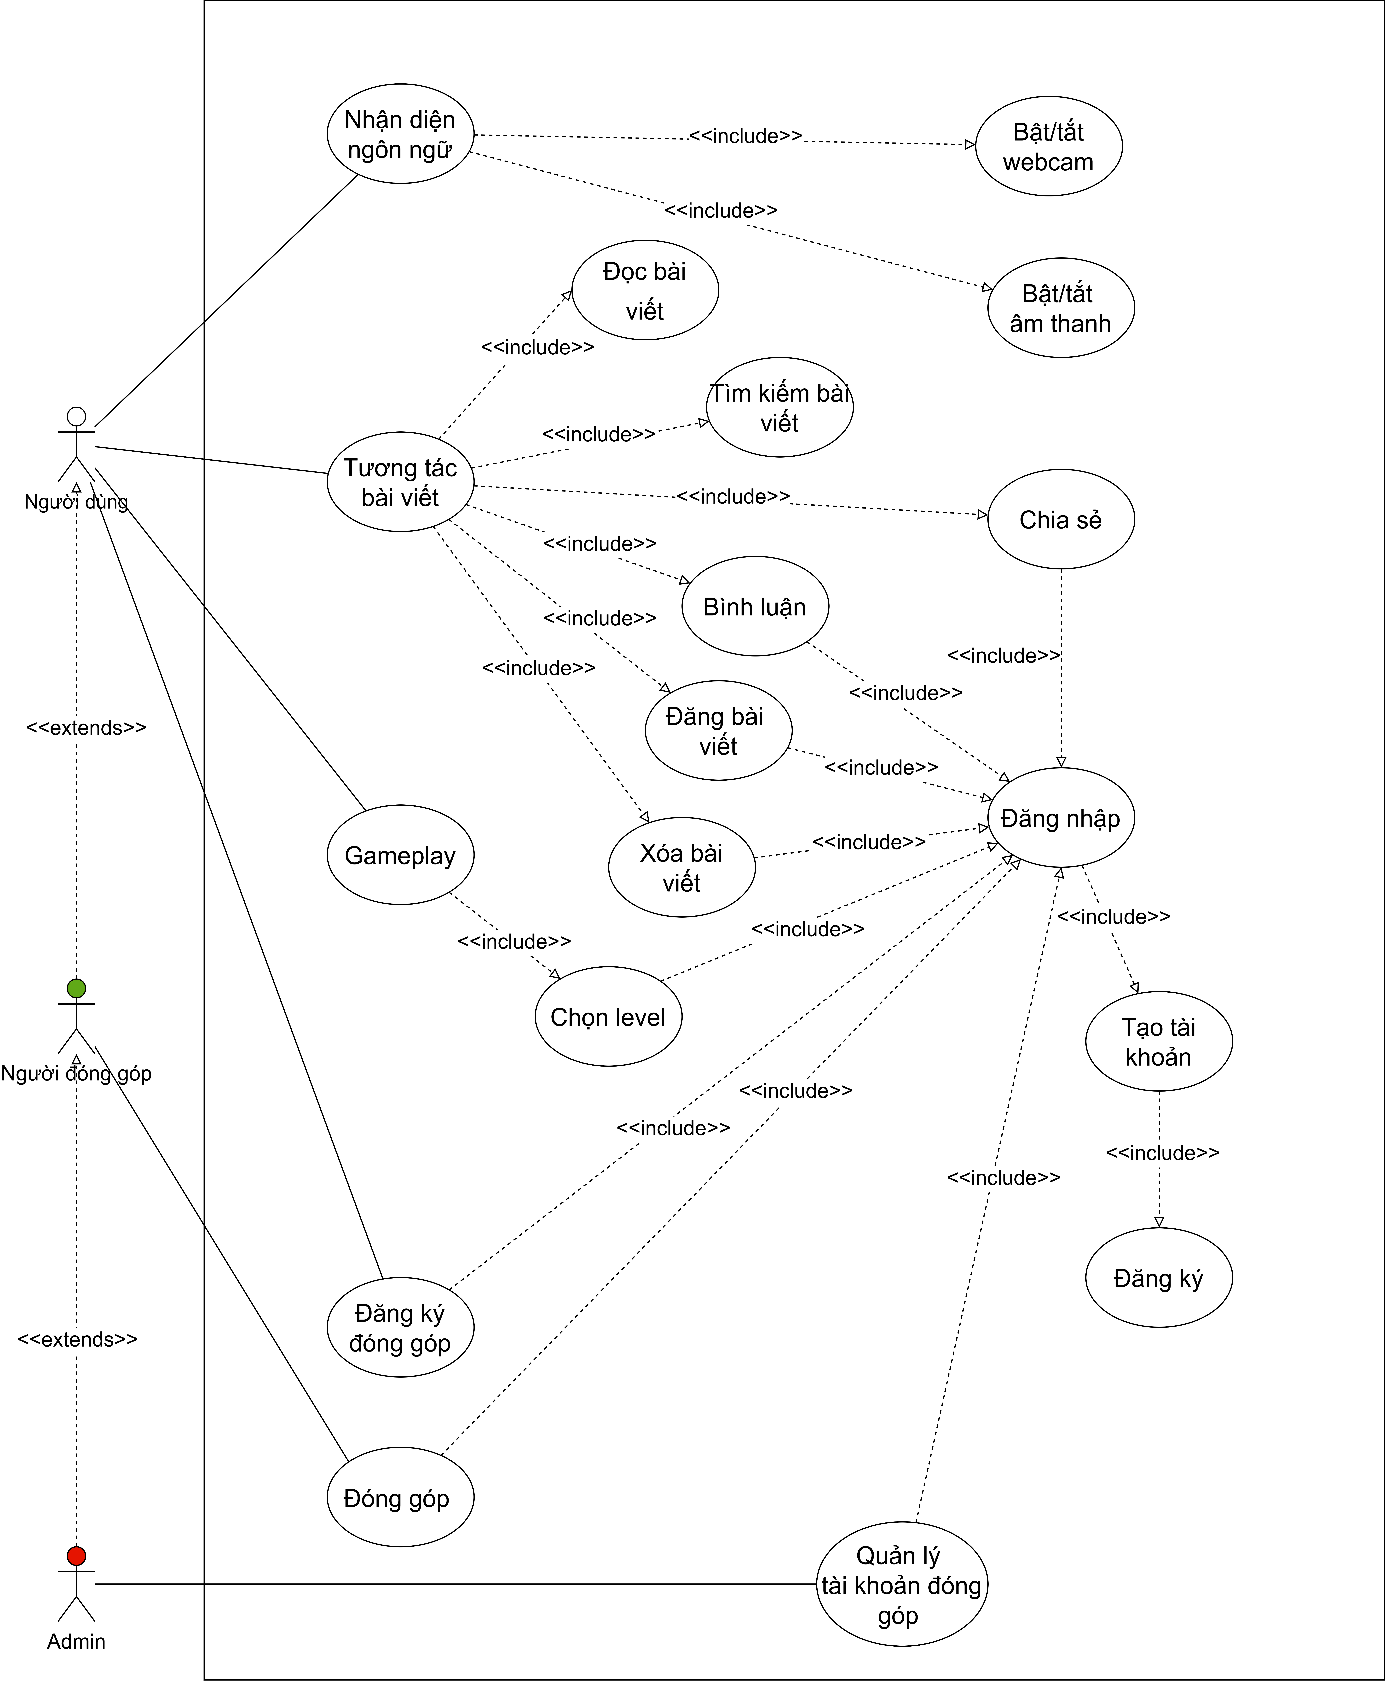 Nhận diện
ngôn ngữ
<<include>>
Bật/tắt
webcam
<<include>>
Đọc bài
viết
Bật/tắt
âm thanh
<<include>>
Tìm kiếm bài
viết
<<include>>
Tương tác
bài viết
<<include>>
Chia sẻ
Người dùng
<<include>>
Bình luận
<<include>>
<<include>>
<<include>>
<<include>>
Đăng bài
viết
<<extends>>
<<include>>
Đăng nhập
<<include>>
Gameplay
Xóa bài
viết
<<include>>
<<include>>
<<include>>
Chọn level
Tạo tài
khoản
Người đóng góp
<<include>>
<<include>>
<<include>>
<<include>>
Đăng ký
Đăng ký
đóng góp
<<extends>>
Đóng góp
Quản lý
tài khoản đóng
góp
Admin